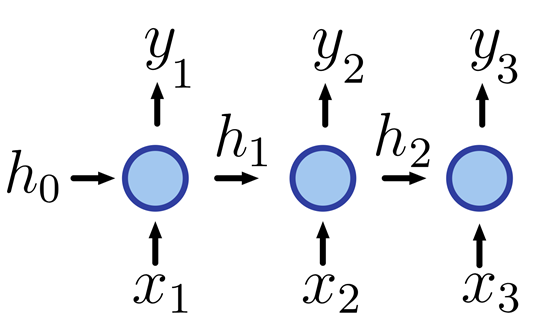 y₁ y₂ y₃
h₀ h₁ h₂
x₁ x₂ x₃